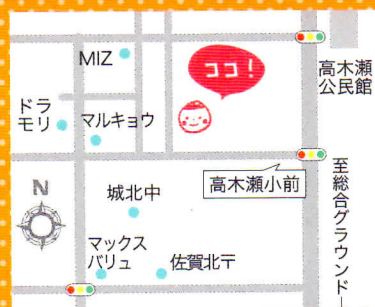 MIZ
ココ！
高木瀬
公民館
ドラ
モリ
マルキョウ
高木瀬小前
至総合グラウンド
N
城北中
マックス
バリュ
佐賀北〒